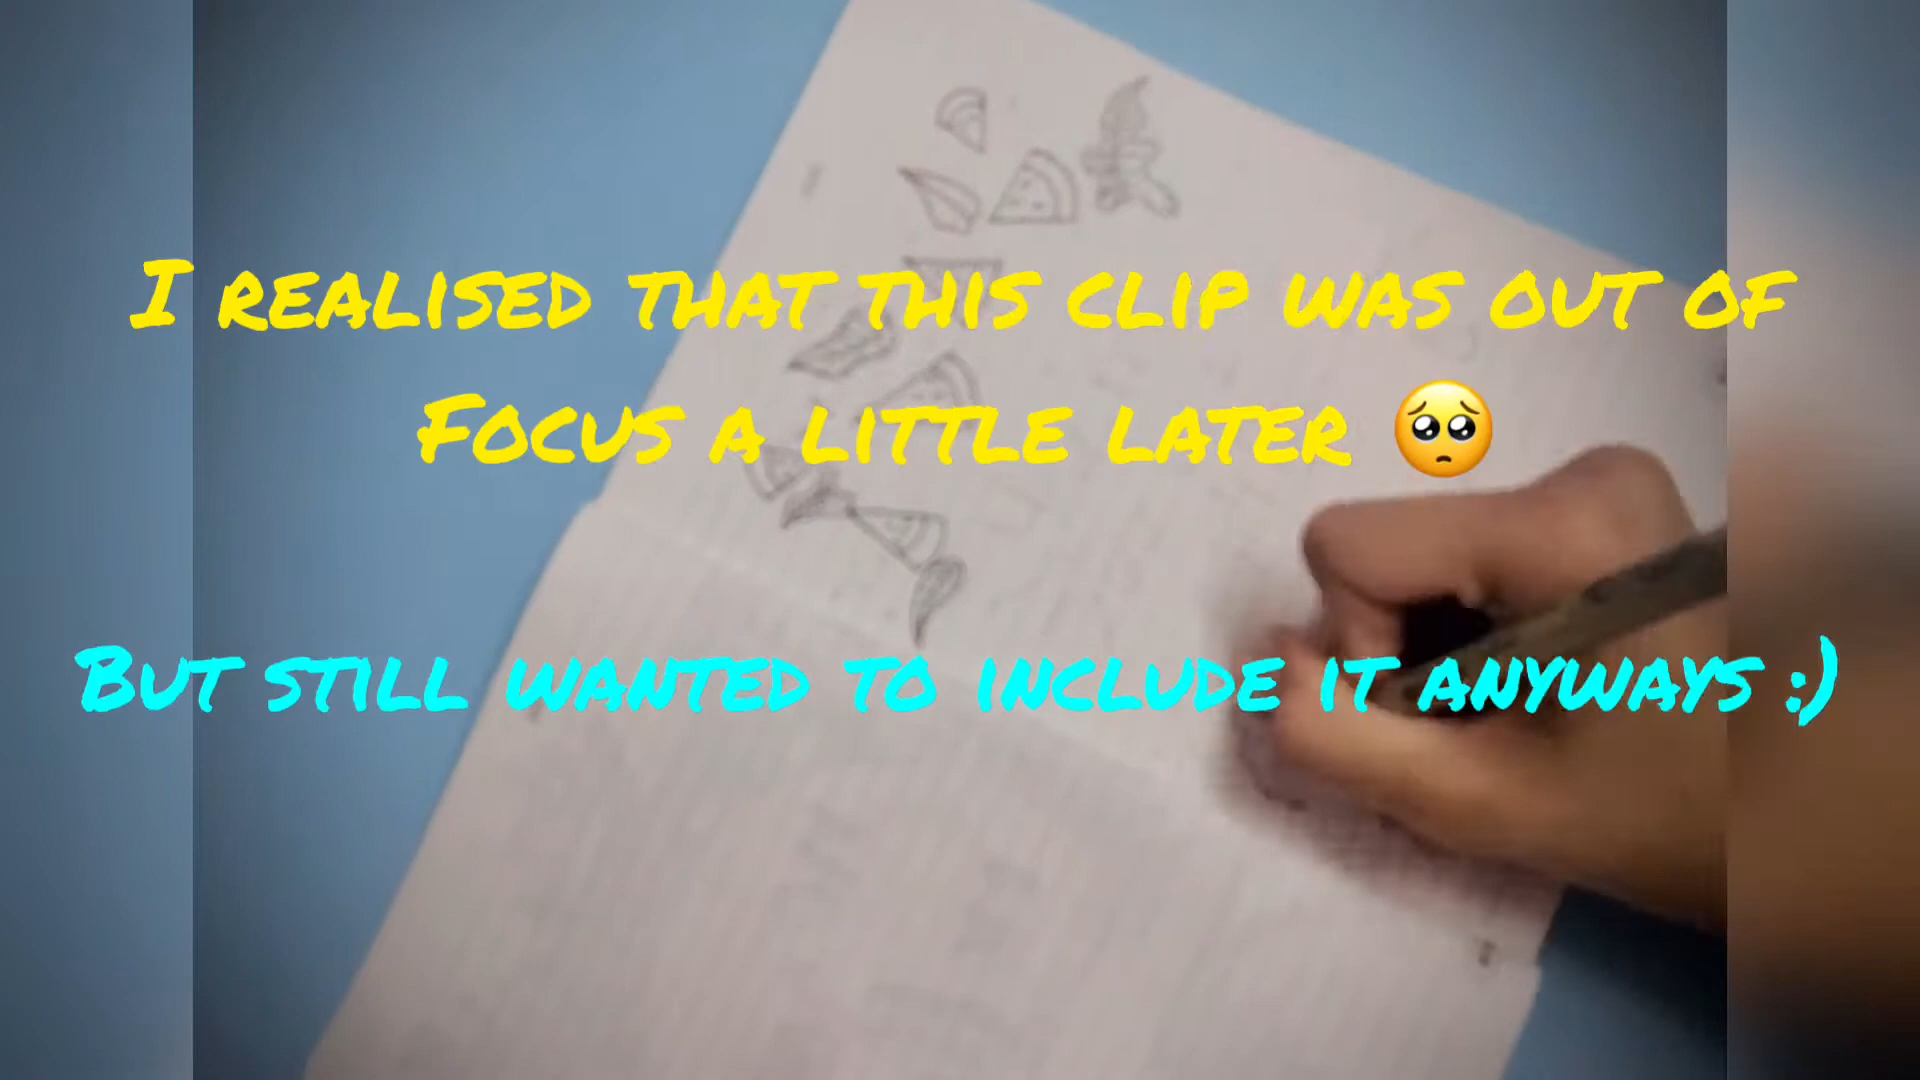 I realised that this clip was out of
focus a little later 🥺
But still wanted to include it anyways :)